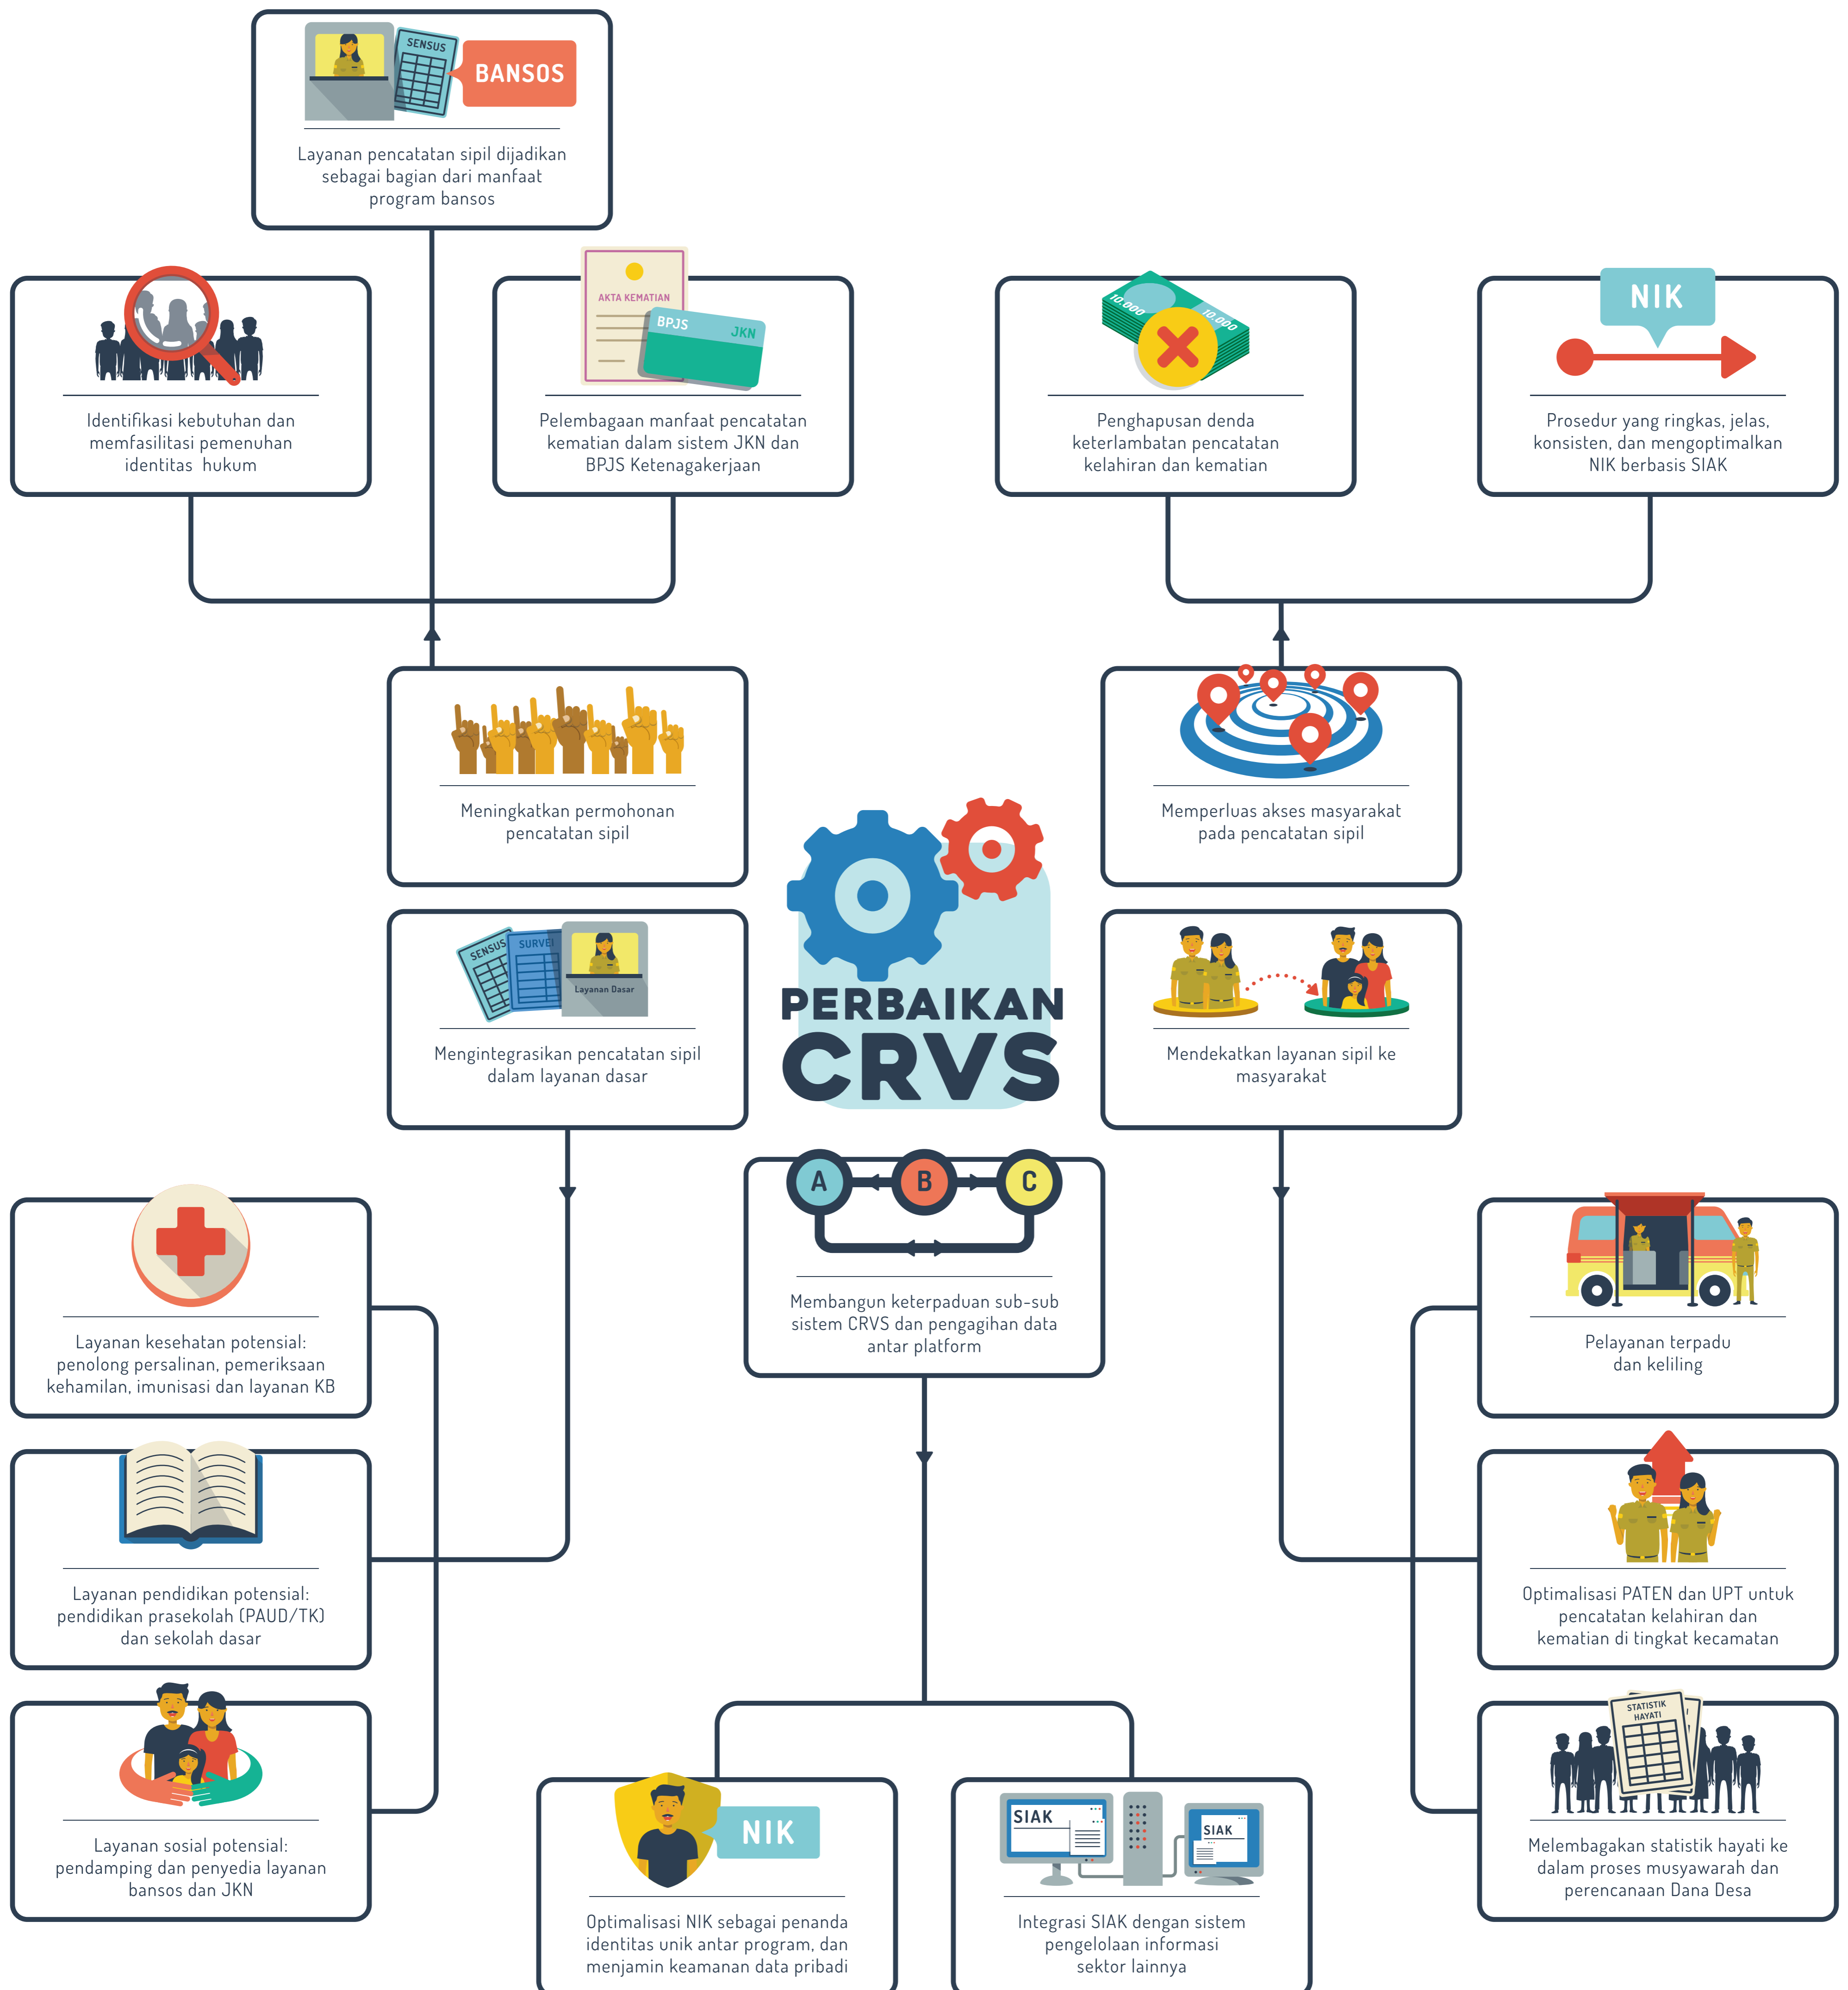 SENSUS
BANSOS
Layanan pencatatan sipil dijadikan
sebagai bagian dari manfaat
program bansos
Identifikasi kebutuhan dan
memfasilitasi pemenuhan
identitas hukum
AKTA KEMATIAN
BPJS
JKN
Pelembagaan manfaat pencatatan
kematian dalam sistem JKN dan
BPJS Ketenagakerjaan
10.000
10.000
Penghapusan denda
keterlambatan pencatatan
kelahiran dan kematian
NIK
Prosedur yang ringkas, jelas,
konsisten, dan mengoptimalkan
NIK berbasis SIAK
Meningkatkan permohonan
pencatatan sipil
Memperluas akses masyarakat
pada pencatatan sipil
SENSUS
SURVEI
Layanan Dasar
Mengintegrasikan pencatatan sipil
dalam layanan dasar
PERBAIKAN
CRVS
Mendekatkan layanan sipil ke
masyarakat
A
B
C
Membangun keterpaduan sub-sub
sistem CRVS dan pengagihan data
antar platform
Layanan kesehatan potensial:
penolong persalinan, pemeriksaan
kehamilan, imunisasi dan layanan KB
Pelayanan terpadu
dan keliling
Layanan pendidikan potensial:
pendidikan prasekolah (PAUD/TK)
dan sekolah dasar
Optimalisasi PATEN dan UPT untuk
pencatatan kelahiran dan
kematian di tingkat kecamatan
Layanan sosial potensial:
pendamping dan penyedia layanan
bansos dan JKN
STATISTIK
HAYATI
Melembagakan statistik hayati ke
dalam proses musyawarah dan
perencanaan Dana Desa
NIK
Optimalisasi NIK sebagai penanda
identitas unik antar program, dan
menjamin keamanan data pribadi
SIAK
SIAK
Integrasi SIAK dengan sistem
pengelolaan informasi
sektor lainnya